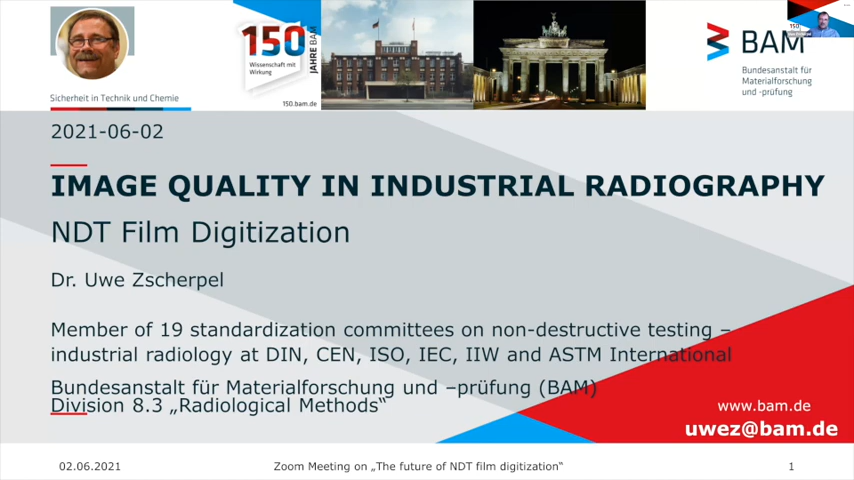 150
JAHRE BAM
Wissenschaft mit
Wirkung
150.bam.de
BAM
Bundesanstalt für
Materialforschung
und -prüfung
Sicherheit in Technik und Chemie
2021-06-02
IMAGE QUALITY IN INDUSTRIAL RADIOGRAPHY
NDT Film Digitization
Dr. Uwe Zscherpel
Member of 19 standardization committees on non-destructive testing –
industrial radiology at DIN, CEN, ISO, IEC, IIW and ASTM International
Bundesanstalt für Materialforschung und –prüfung (BAM)
Division 8.3 „Radiological Methods“
www.bam.de
uwez@bam.de
02.06.2021
Zoom Meeting on „The future of NDT film digitization“
1